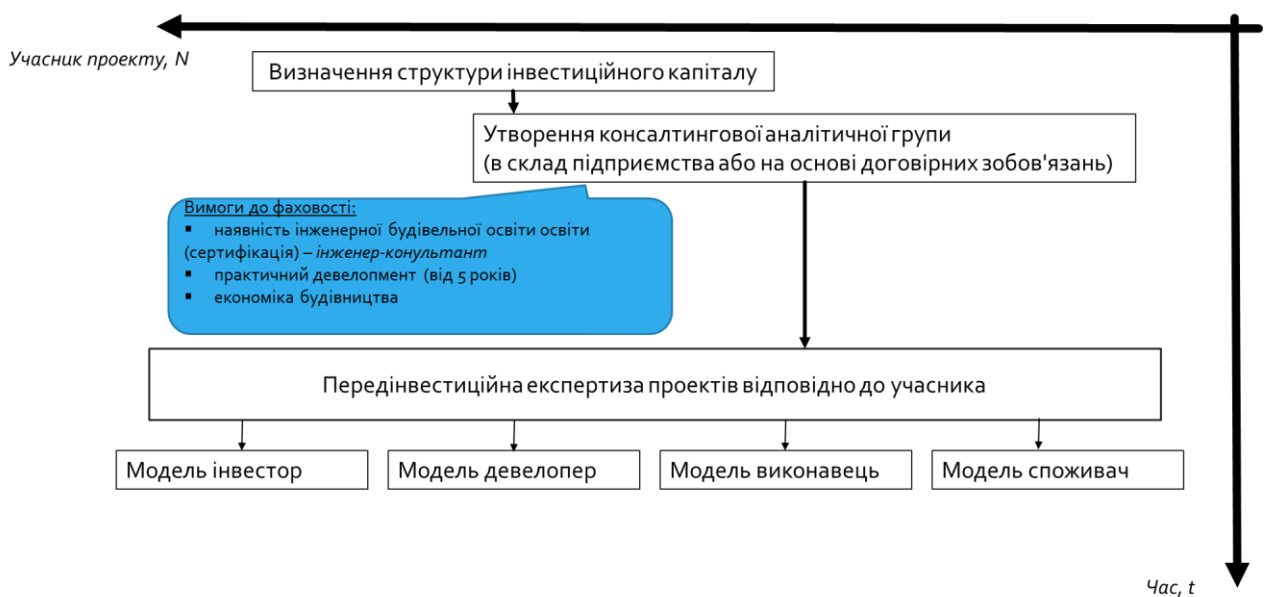 Учасник проекту, N
Визначення структури інвестиційного капіталу
Утворення консалтингової аналітичної групи
(в склад підприємства або на основі договірних зобов'язань)
Вимоги до фаховості:
▪ наявність інженерної будівельної освіти освіти
(сертифікація) – інженер-конультант
▪ практичний девелопмент (від 5 років)
▪ економіка будівництва
Передінвестиційна експертиза проектів відповідно до учасника
Модель інвестор
Модель девелопер
Модель виконавець
Модель споживач
Час, t